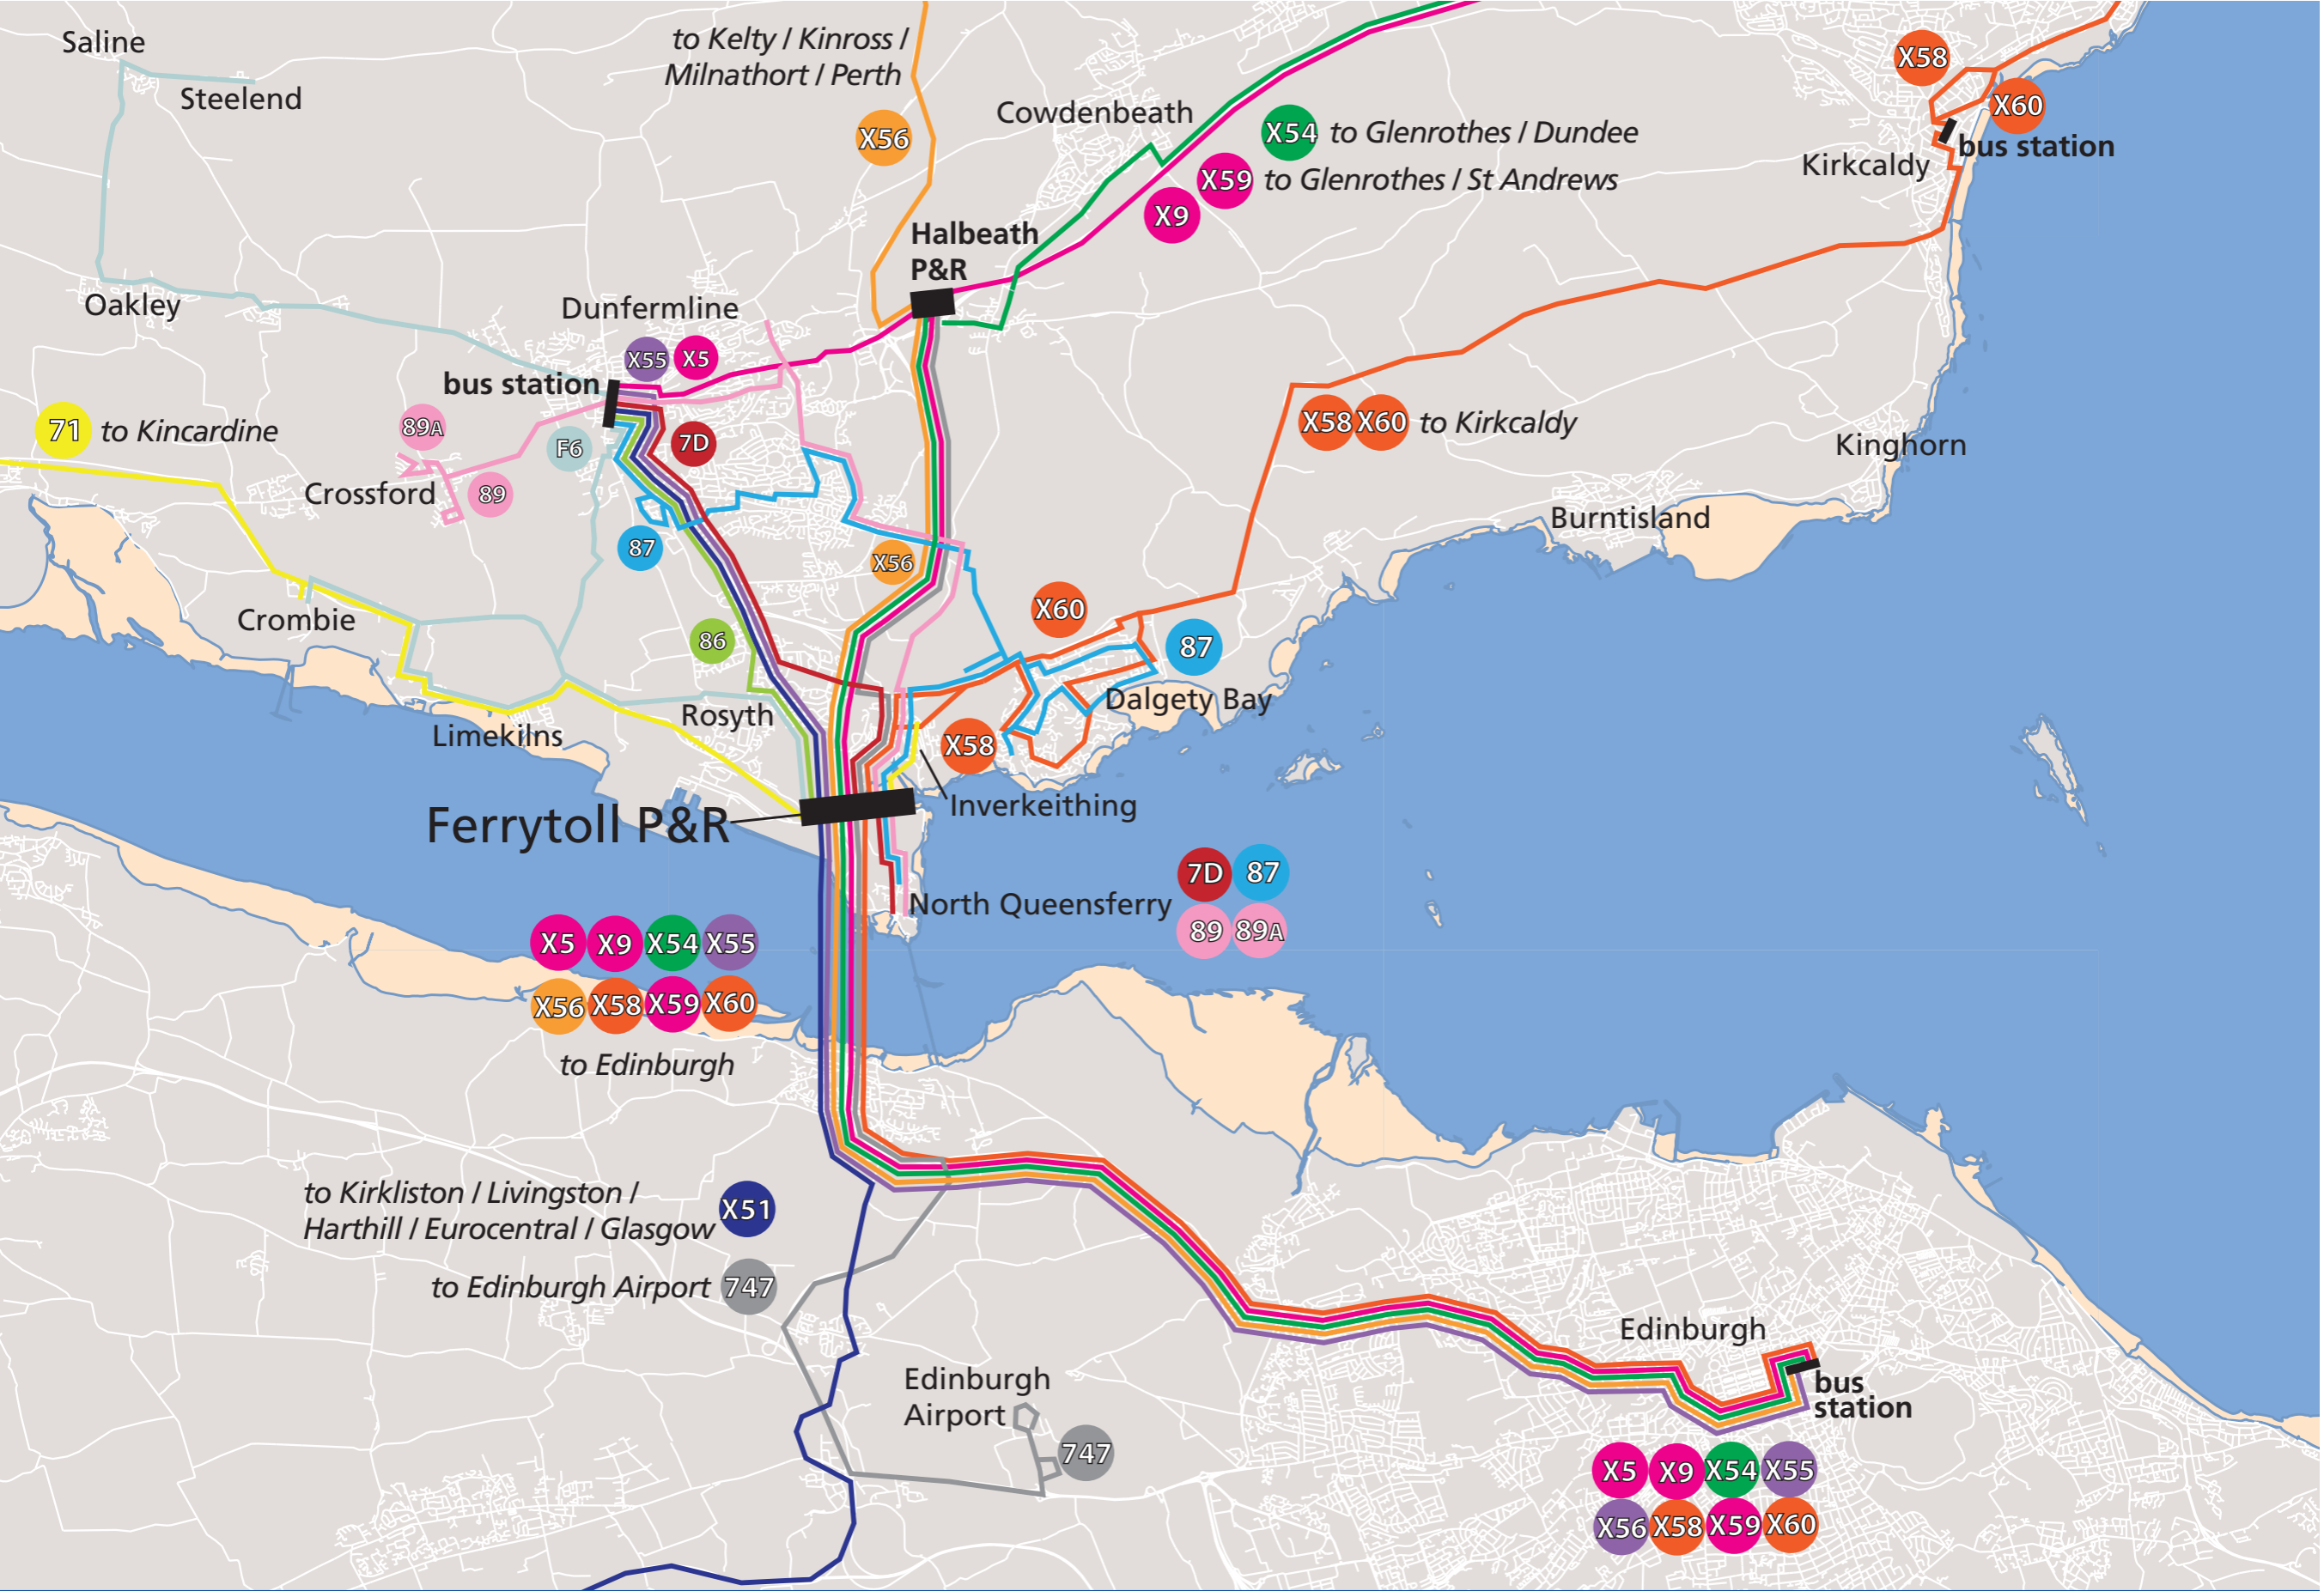 Saline
Steelend
to Kelty / Kinross /
Milnathort / Perth
X56
Cowdenbeath
X54 to Glenrothes / Dundee
X59 to Glenrothes / St Andrews
X9
X58
X60
bus station
Kirkcaldy
Halbeath
P&R
Oakley
Dunfermline
X55 X5
bus station
71 to Kincardine
89A
F6
7D
Crossford
89
87
X58 X60 to Kirkcaldy
Kinghorn
Burntisland
X56
Crombie
X60
86
87
Rosyth
Dalgety Bay
Limekilns
X58
Inverkeithing
Ferrytoll P&R
North Queensferry
7D 87
89 89A
X5 X9 X54 X55
X56 X58 X59 X60
to Edinburgh
to Kirkliston / Livingston /
Harthill / Eurocentral / Glasgow
X51
to Edinburgh Airport 747
Edinburgh
Airport
747
Edinburgh
bus
station
X5 X9 X54 X55
X56 X58 X59 X60